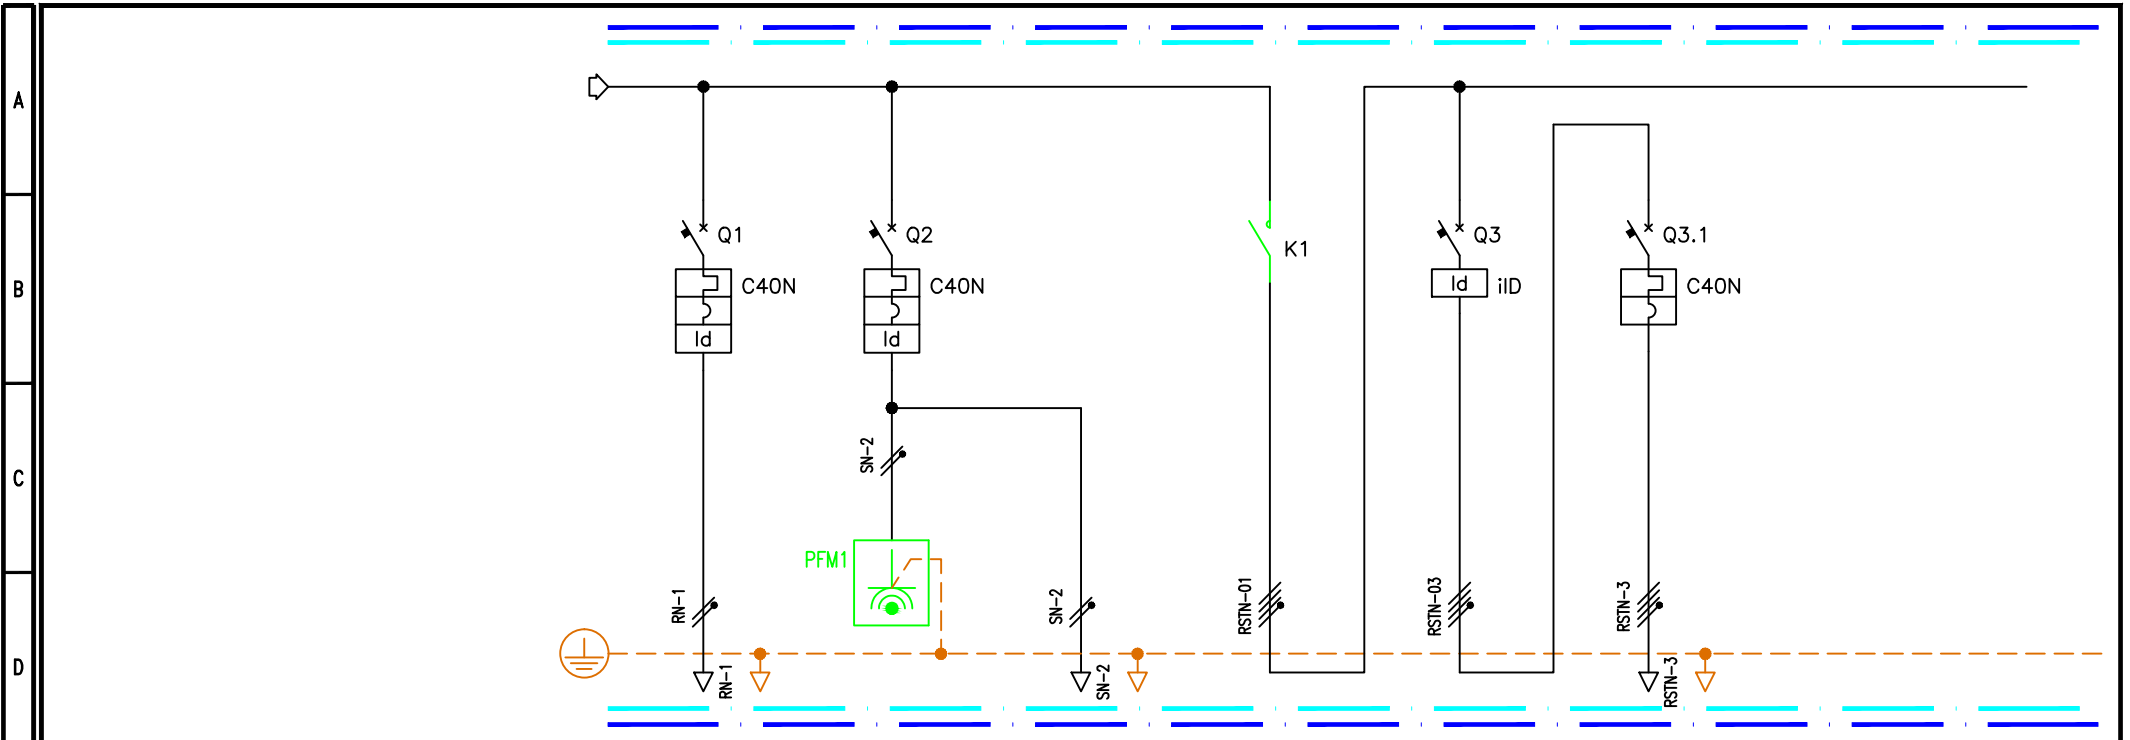 A
B
C
D
Q1
C40N
Id
Q2
C40N
Id
K1
Q3
Id
iID
Q3.1
C40N
SN-2
PFM1
RN-1
SN-2
RSTN-01
RSTN-03
RSTN-3
RN-1
SN-2
RSTN-3